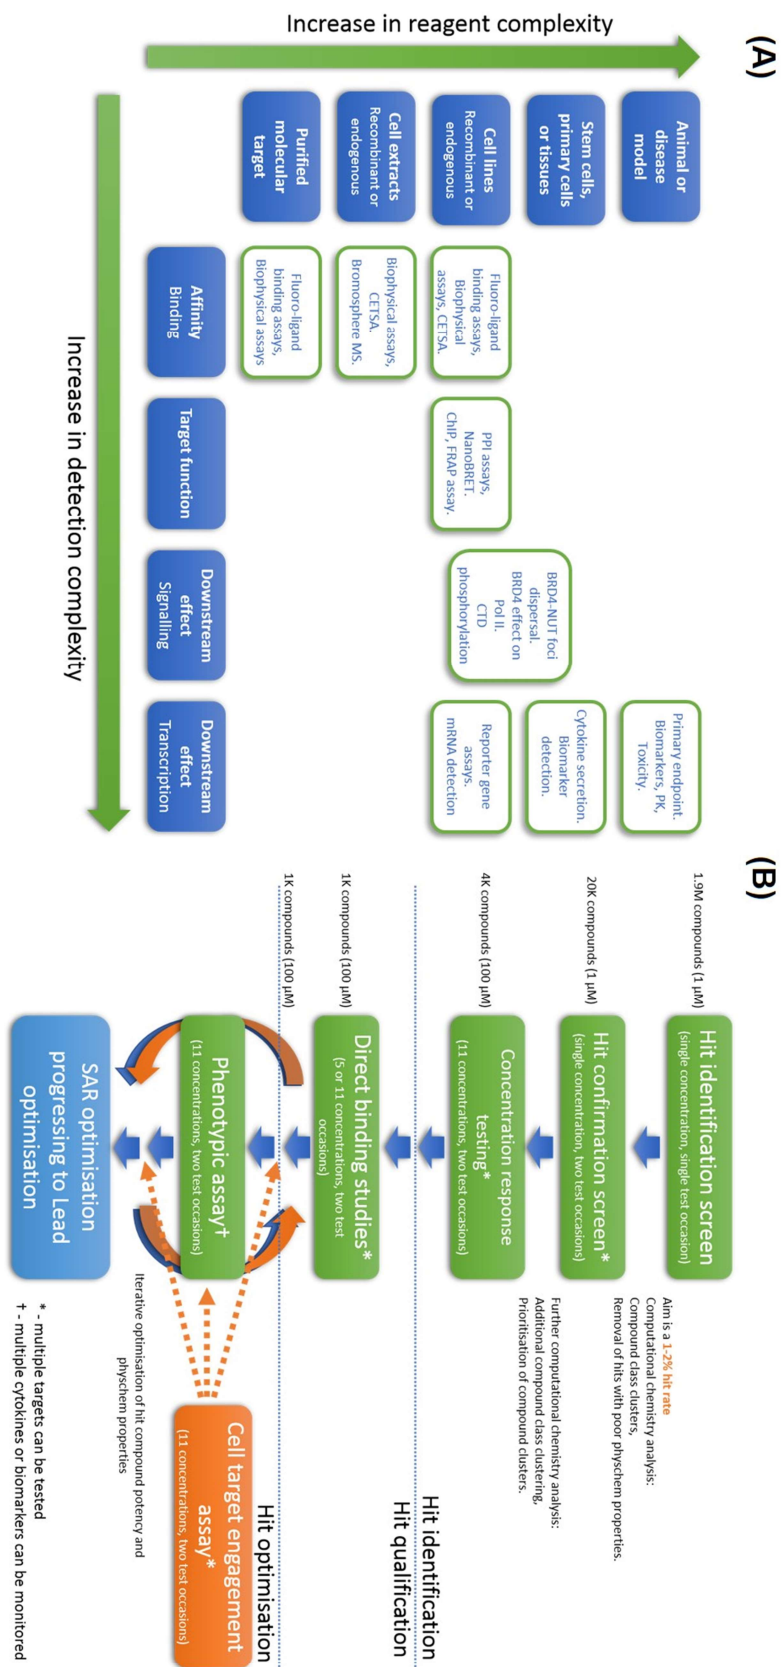 (A)
Increase in reagent complexity
Animal or
disease
model
Stem cells,
primary cells
or tissues
Cell lines
Recombinant or
endogenous
Cell extracts
Recombinant or
endogenous
Purified
molecular
target
Primary endpoint.
Biomarkers, PK,
Toxicity.
Cytokine secretion.
Biomarker
detection.
BRD4-NUT foci
dispersal.
BRD4 effect on
Pol II.
CTD
phosphorylation
Fluoro-ligand
binding assays,
Biophysical
assays, CETSA.
PPI assays,
NanoBRET.
ChIP, FRAP assay.
Reporter gene
assays.
mRNA detection
Biophysical assays,
CETSA.
Bromosphere MS.
Fluoro-ligand
binding assays,
Biophysical assays
Affinity
Binding
Target function
Downstream
effect
Signalling
Downstream
effect
Transcription
Increase in detection complexity
(B)
1.9M compounds (1 µM)
Hit identification screen
(single concentration, single test occasion)
Aim is a 1-2% hit rate
Computational chemistry analysis:
Compound class clusters,
Removal of hits with poor physchem properties.
20K compounds (1 µM)
Hit confirmation screen*
(single concentration, two test occasion)
Further computational chemistry analysis:
Additional compound class clustering,
Prioritisation of compound clusters.
4K compounds (100 µM)
Concentration response
testing*
(11 concentrations, two test occasions)
Hit identification
Hit qualification
1K compounds (100 µM)
Direct binding studies*
(5 or 11 concentrations, two test
occasions)
1K compounds (100 µM)
Hit optimisation
Phenotypic assay†
(11 concentrations, two test occasions)
Cell target engagement
assay*
(11 concentrations, two test occasions)
Iterative optimisation of hit compound potency and
physchem properties
SAR optimisation
progressing to Lead
optimisation
* - multiple targets can be tested
† - multiple cytokines or biomarkers can be monitored